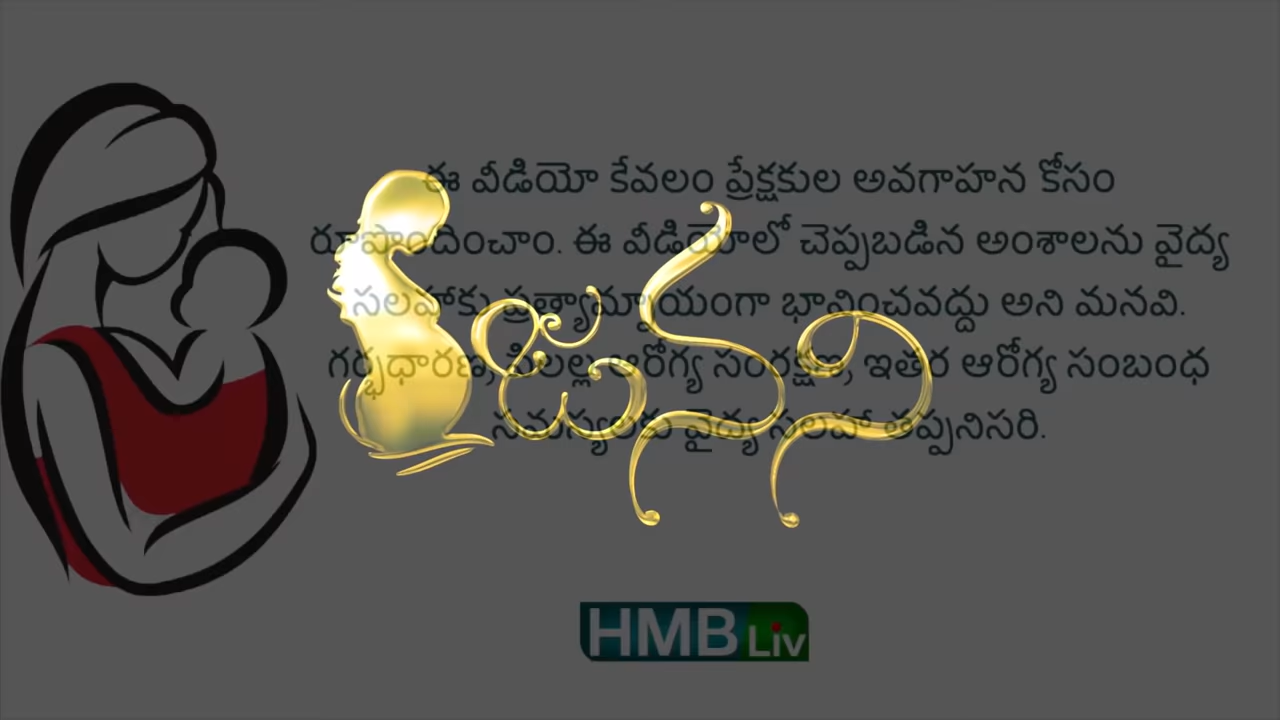 ఈ వీడియో కేవలం ప్రేక్షకుల అవగాహన కోసం
రూపొందించాం. ఈ వీడియోలో చెప్పబడిన అంశాలను వైద్య
సలహాకు ప్రత్యామ్నాయంగా భావించవద్దు అని మనవి.
గర్భధారణ, పిల్లల ఆరోగ్య సంరక్షణ, ఇతర ఆరోగ్య సంబంధ
సమస్యలకు వైద్య సలహా తప్పనిసరి.
జనని
HMB Liv